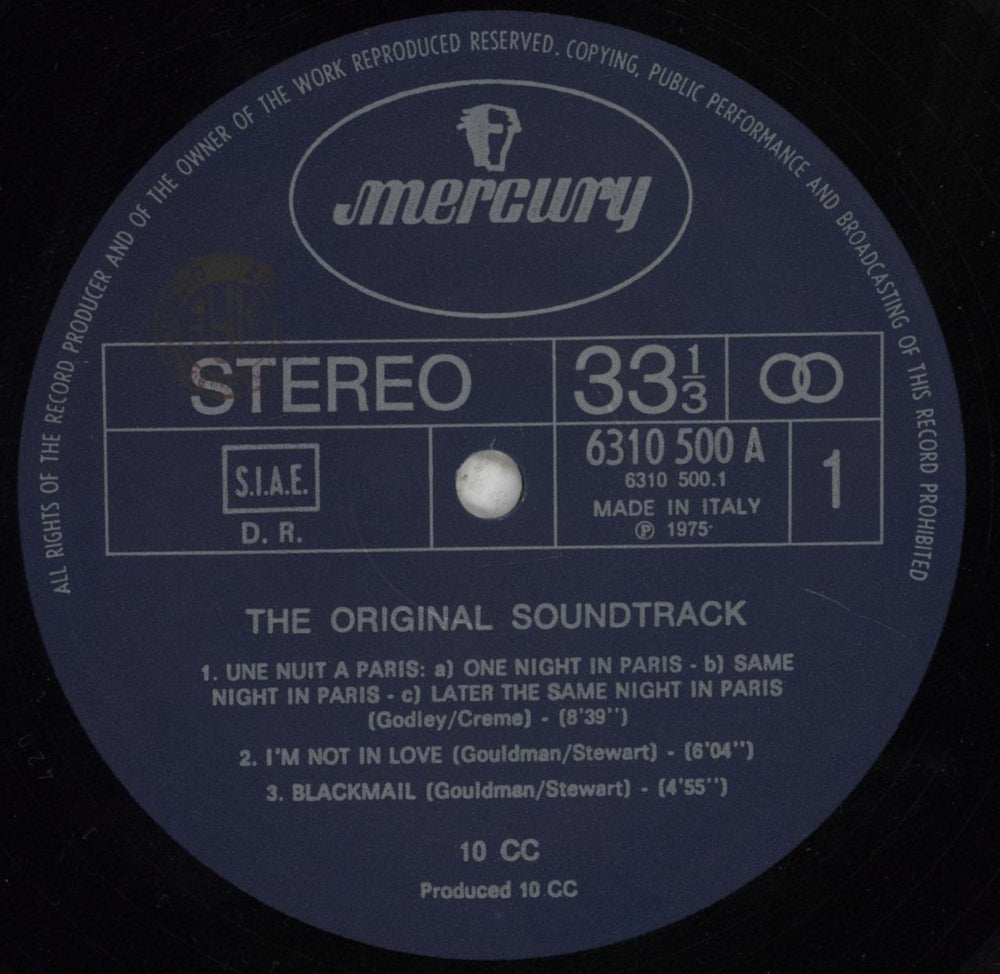 ALL RIGHTS OF THE RECORD PRODUCER AND OF THE OWNER OF THE WORK REPRODUCED RESERVED. COPYING, PUBLIC PERFORMANCE AND BROADCASTING OF THIS RECORD PROHIBITED
mercury
STEREO
33 1/3
S.I.A.E.
D. R.
6310 500 A
6310 500.1
MADE IN ITALY
℗ 1975
1
THE ORIGINAL SOUNDTRACK
1. UNE NUIT A PARIS: a) ONE NIGHT IN PARIS - b) SAME
NIGHT IN PARIS - c) LATER THE SAME NIGHT IN PARIS
(Godley/Creme) - (8'39'')
2. I'M NOT IN LOVE (Gouldman/Stewart) - (6'04'')
3. BLACKMAIL (Gouldman/Stewart) - (4'55'')
10 CC
Produced 10 CC